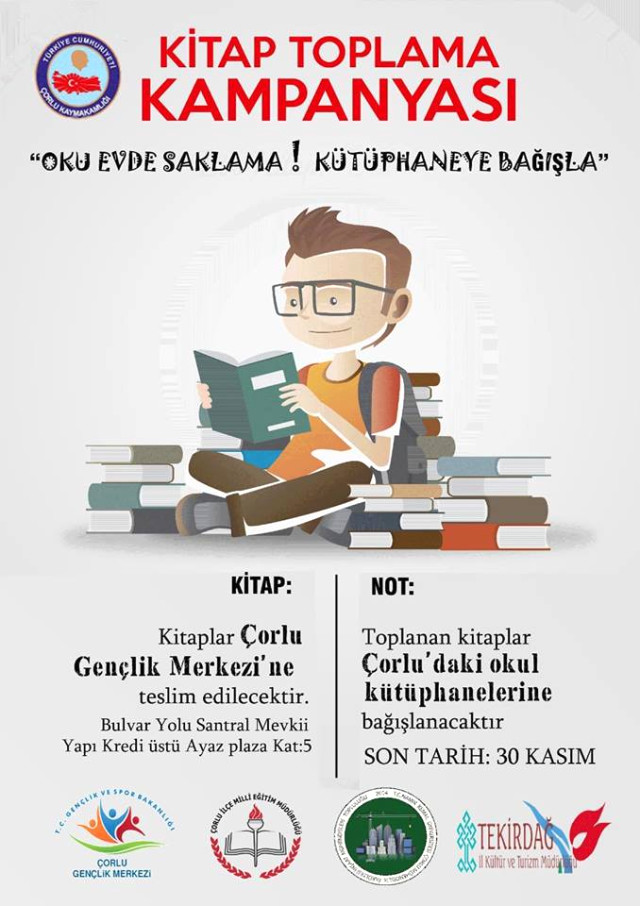 TÜRKİYE CUMHURİYETİ
ÇORLU KAYMAKAMLIĞI
KİTAP TOPLAMA
KAMPANYASI
“OKU EVDE SAKLAMA! KÜTÜPHANEYE BAĞIŞLA”
KİTAP:
Kitaplar Çorlu
Gençlik Merkezi'ne
teslim edilecektir.
Bulvar Yolu Santral Mevkii
Yapı Kredi üstü Ayaz plaza Kat:5
NOT:
Toplanan kitaplar
Çorlu'daki okul
kütüphanelerine
bağışlanacaktır
SON TARİH: 30 KASIM
T.C. GENÇLİK VE SPOR BAKANLIĞI
ÇORLU
GENÇLİK MERKEZİ
ÇORLU İLÇE MİLLİ EĞİTİM MÜDÜRLÜĞÜ
TEKİRDAĞ
İl Kültür ve Turizm Müdürlüğü